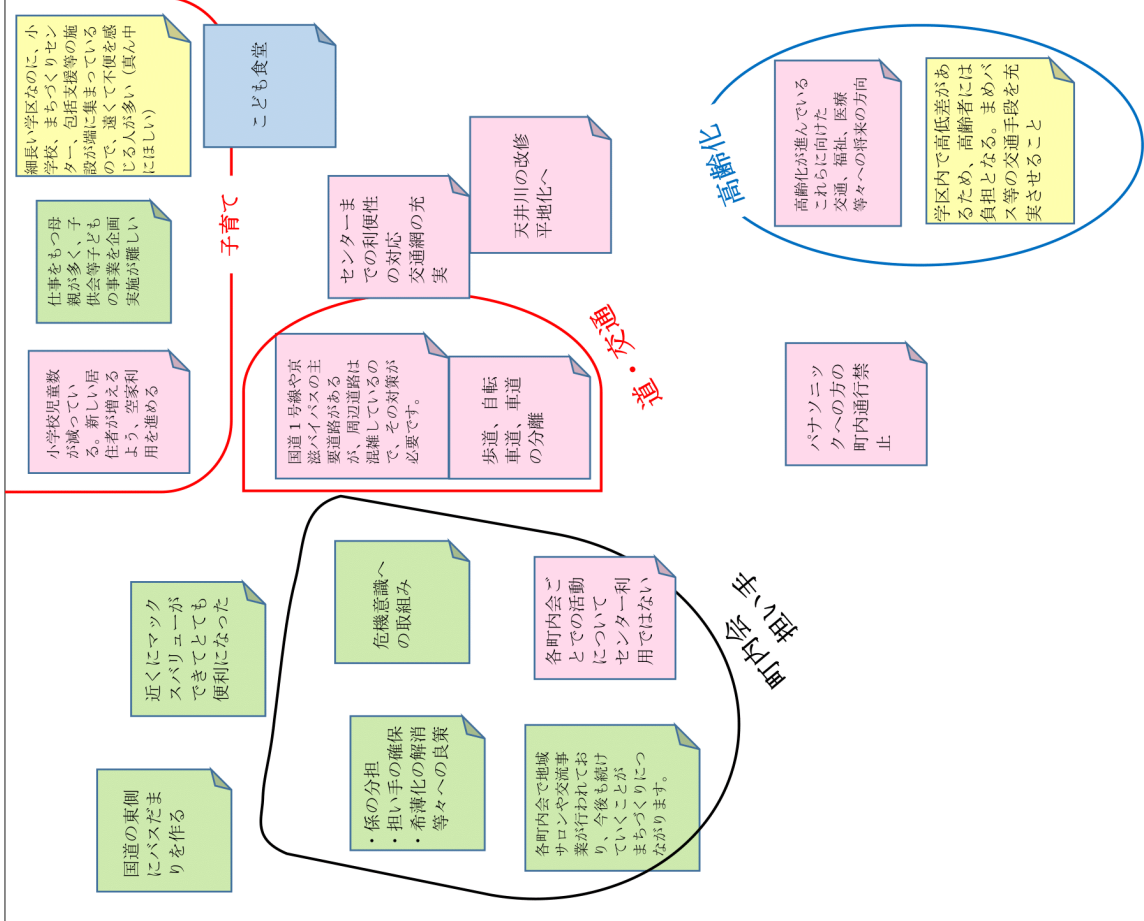 国道の東側
にバスだま
りを作る
近くにマック
スバリューが
できてとても
便利になった
小学校児童数
が減ってい
る。新しい居
住者が増える
よう、空家利
用を進める
仕事をもつ母
親が多く、子
供会等子ども
の事業を企画
実施が難しい
細長い学区なのに、小
学校、まちづくりセン
ター、包括支援等の施
設が端に集まっている
ので、遠くて不便を感
じる人が多い（真ん中
にほしい）
子育て
こども食堂
・係の分担
・担い手の確保
・希薄化の解消
等々への良策
危機意識へ
の取組み
各町内会で地域
サロンや交流事
業が行われてお
り、今後も続け
ていくことが
まちづくりにつ
ながります。
各町内会ご
とでの活動
について
センター利
用ではない
町内会
担い手
国道１号線や京
滋バイパスの主
要道路がある
が、周辺道路は
混雑しているの
で、その対策が
必要です。
歩道、自転
車道、車道
の分離
道・交通
センターま
での利便性
の対応
交通網の充
実
天井川の改修
平地化へ
パナソニッ
クへの方の
町内通行禁
止
高齢化
高齢化が進んでいる
これらに向けた
交通、福祉、医療
等々への将来の方向
学区内で高低差があ
るため、高齢者には
負担となる。まめバ
ス等の交通手段を充
実させること